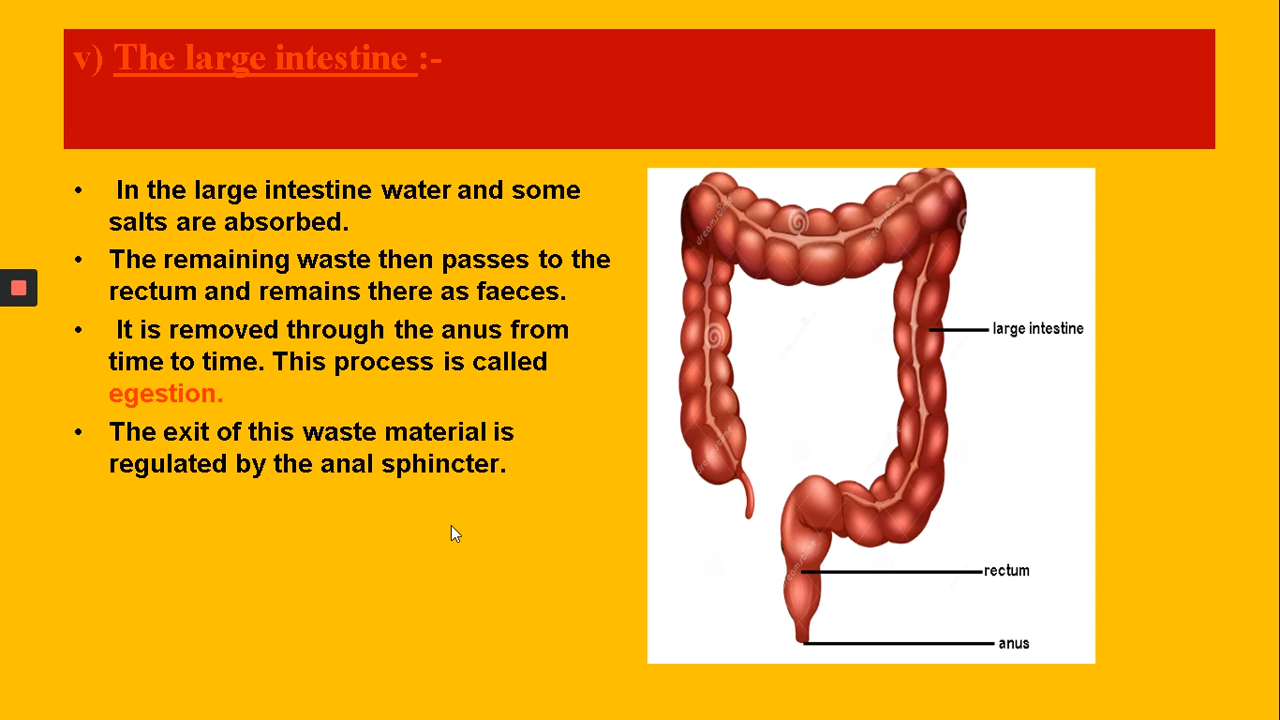 v) The large intestine :-
• In the large intestine water and some
salts are absorbed.
• The remaining waste then passes to the
rectum and remains there as faeces.
• It is removed through the anus from
time to time. This process is called
egestion.
• The exit of this waste material is
regulated by the anal sphincter.
dreamstime
dreamstime
large intestine
dreamstime
rectum
anus